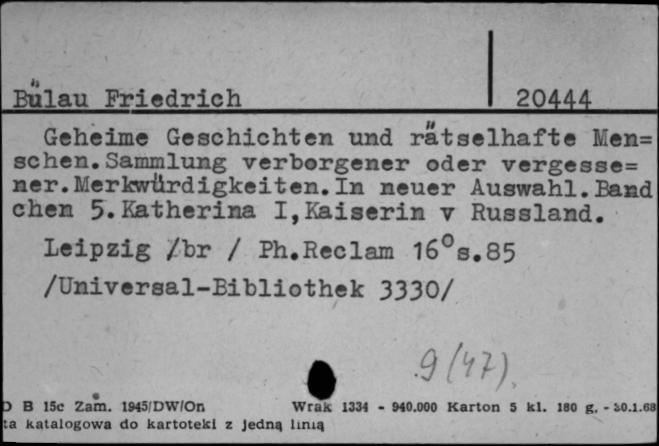 Bülau Friedrich 20444
Geheime Geschichten und rätselhafte Men=
schen. Sammlung verborgener oder vergesse=
ner. Merkwürdigkeiten. In neuer Auswahl. Band
chen 5. Katherina I, Kaiserin v Russland.
Leipzig /br / Ph. Reclam 16° s. 85
/Universal-Bibliothek 3330/
9 (47).
D B 15c Zam. 1945/DW/On Wrak 1334 - 940.000 Karton 5 kl. 180 g. - 30.1.68
ta katalogowa do kartoteki z jedną linią